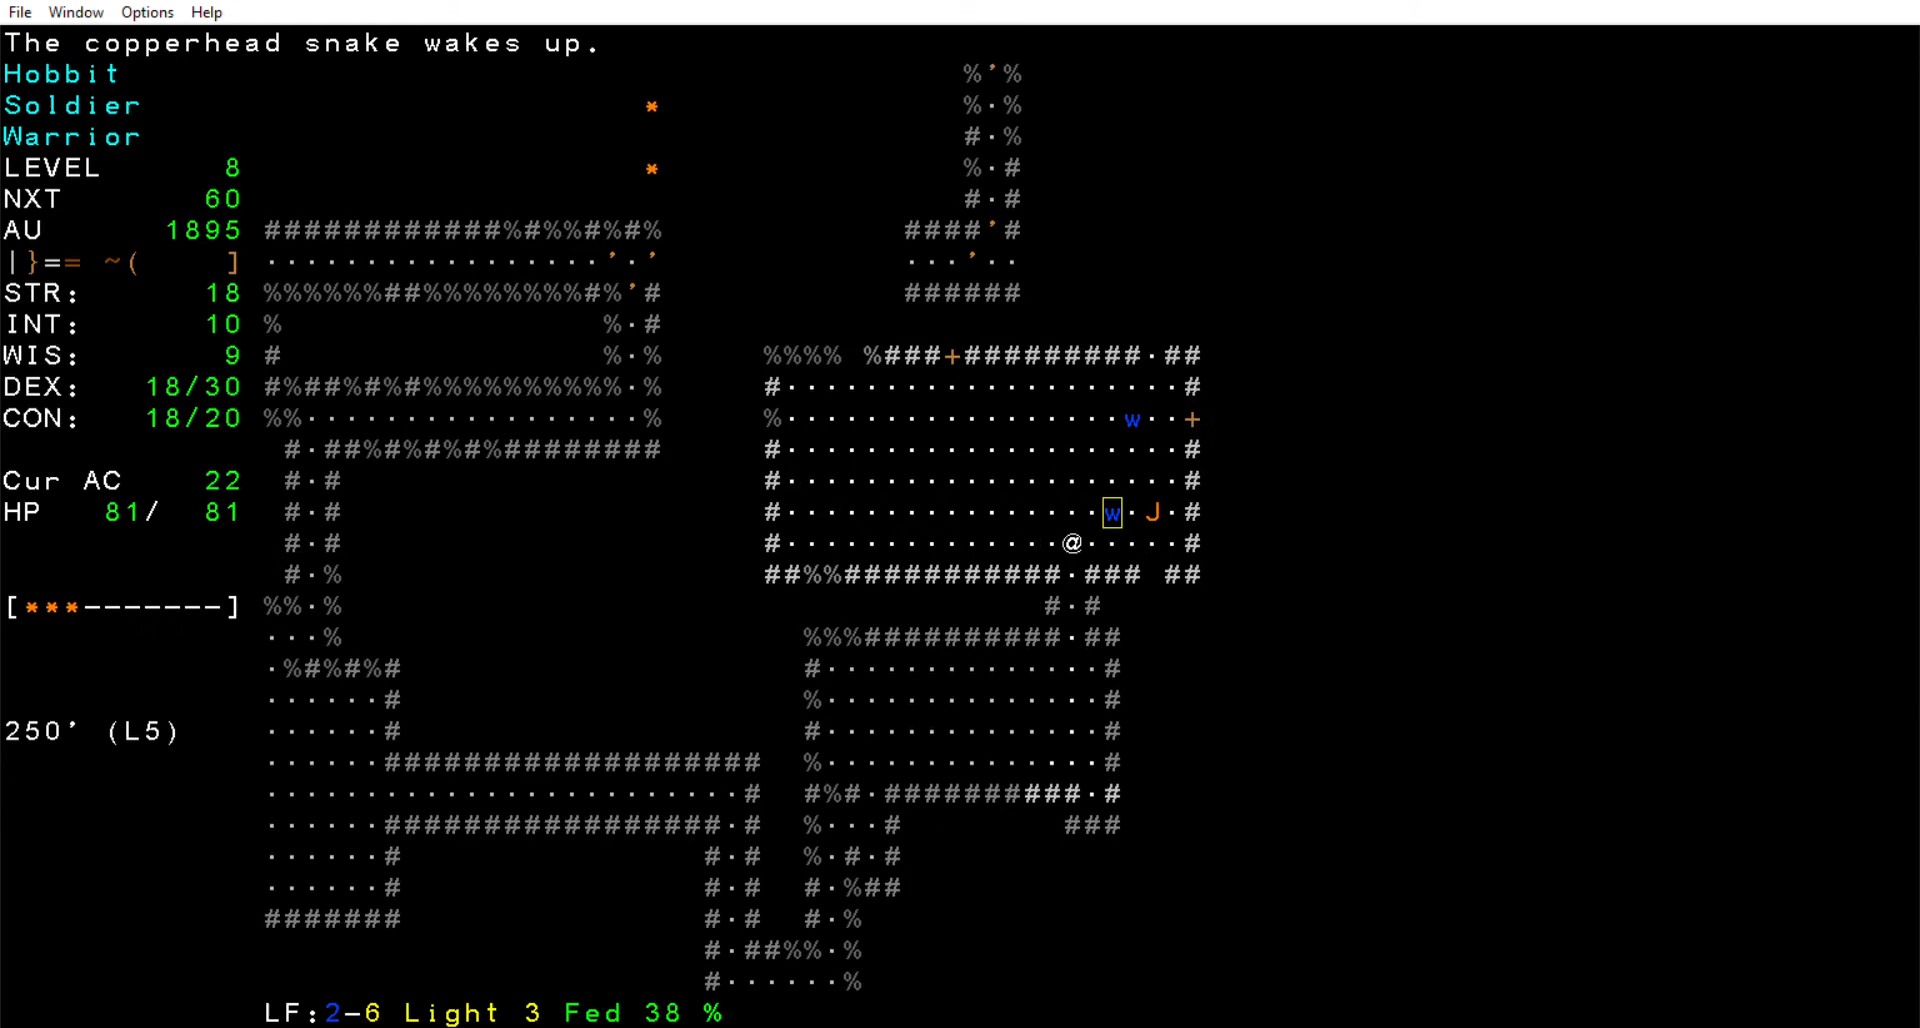 File Window Options Help
The copperhead snake wakes up.
Hobbit
Soldier
Warrior
LEVEL 8
NXT 60
AU 1895
|}== ~( ]
STR: 18
INT: 10
WIS: 9
DEX: 18/30
CON: 18/20
Cur AC 22
HP 81/ 81
[***-------]
250' (L5)
LF:2-6 Light 3 Fed 38 %